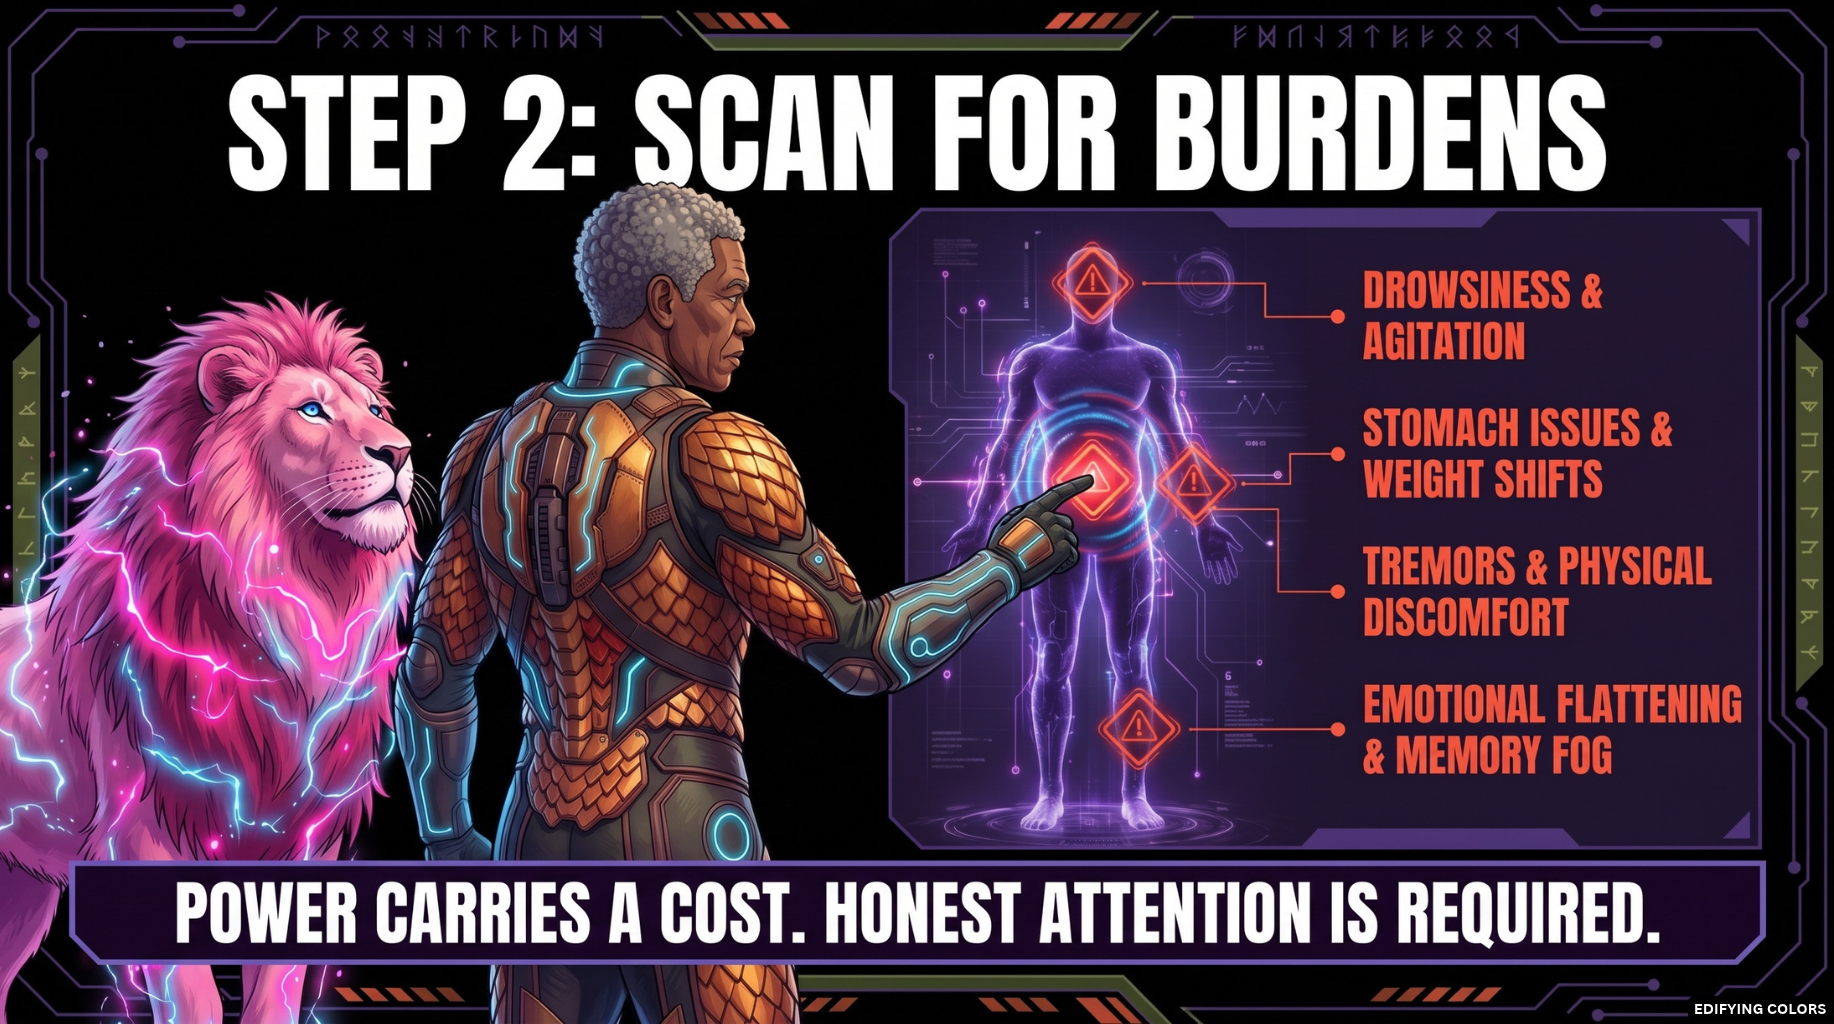 STEP 2: SCAN FOR BURDENS
DROWSINESS &
AGITATION
STOMACH ISSUES &
WEIGHT SHIFTS
TREMORS & PHYSICAL
DISCOMFORT
EMOTIONAL FLATTENING
& MEMORY FOG
POWER CARRIES A COST. HONEST ATTENTION IS REQUIRED.
EDIFYING COLORS